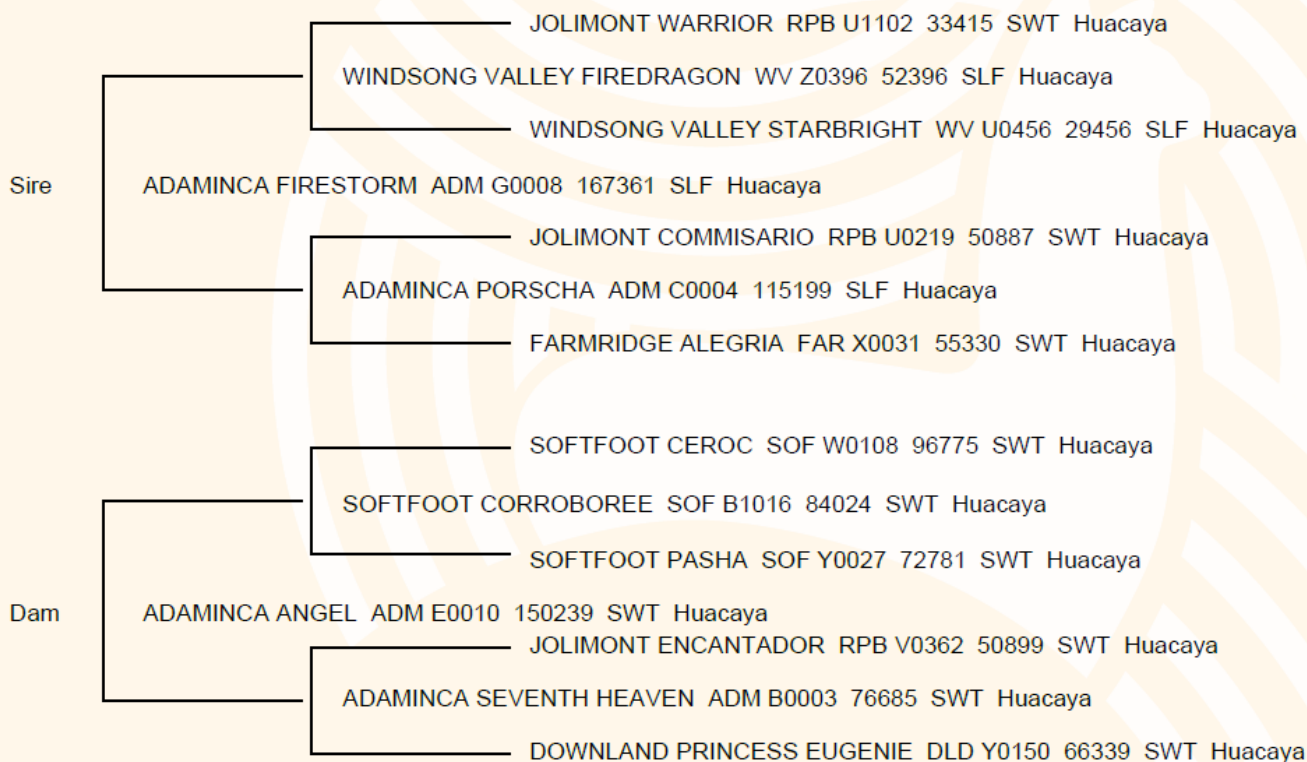 JOLIMONT WARRIOR RPB U1102 33415 SWT Huacaya
WINDSONG VALLEY FIREDRAGON WV Z0396 52396 SLF Huacaya
WINDSONG VALLEY STARBRIGHT WV U0456 29456 SLF Huacaya
Sire ADAMINCA FIRESTORM ADM G0008 167361 SLF Huacaya
JOLIMONT COMMISARIO RPB U0219 50887 SWT Huacaya
ADAMINCA PORSCHA ADM C0004 115199 SLF Huacaya
FARMRIDGE ALEGRIA FAR X0031 55330 SWT Huacaya
SOFTFOOT CEROC SOF W0108 96775 SWT Huacaya
SOFTFOOT CORROBOREE SOF B1016 84024 SWT Huacaya
SOFTFOOT PASHA SOF Y0027 72781 SWT Huacaya
Dam ADAMINCA ANGEL ADM E0010 150239 SWT Huacaya
JOLIMONT ENCANTADOR RPB V0362 50899 SWT Huacaya
ADAMINCA SEVENTH HEAVEN ADM B0003 76685 SWT Huacaya
DOWNLAND PRINCESS EUGENIE DLD Y0150 66339 SWT Huacaya